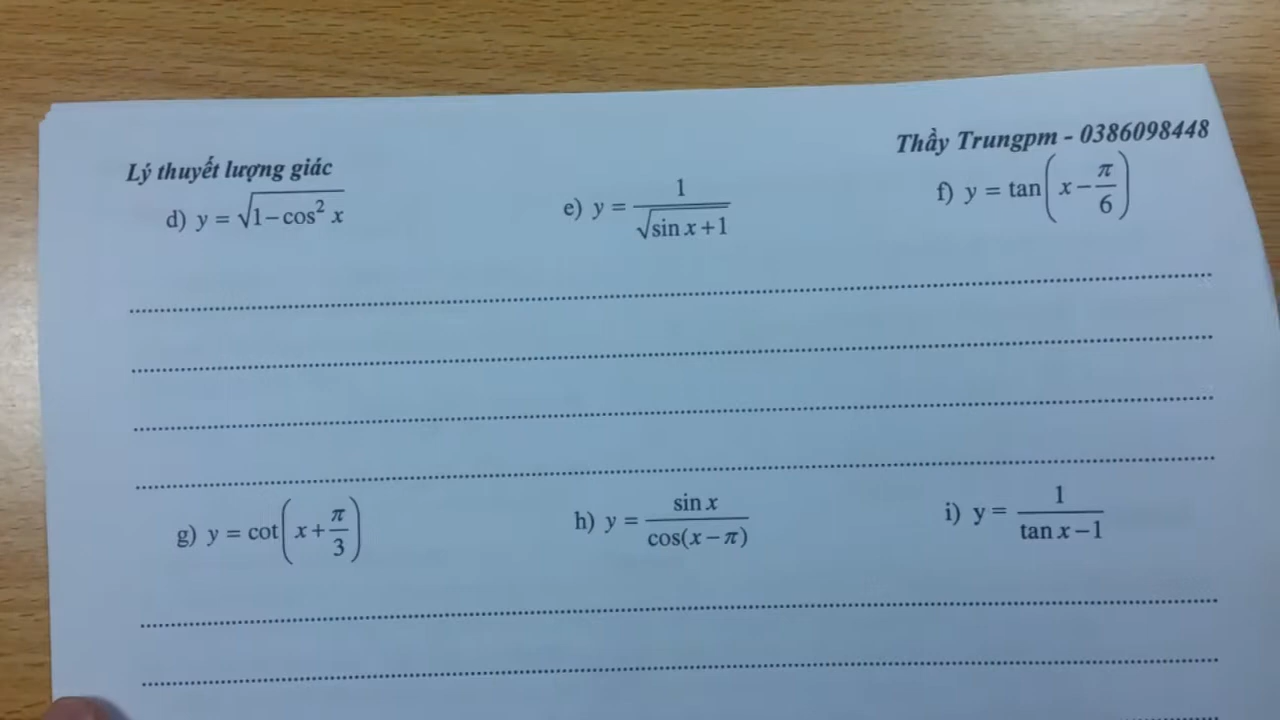 Lý thuyết lượng giác Thầy Trungpm - 0386098448
d) y = √(1 − cos² x) e) y = 1/√(sin x + 1) f) y = tan(x − π/6)
g) y = cot(x + π/3) h) y = sin x/cos(x − π) i) y = 1/(tan x − 1)